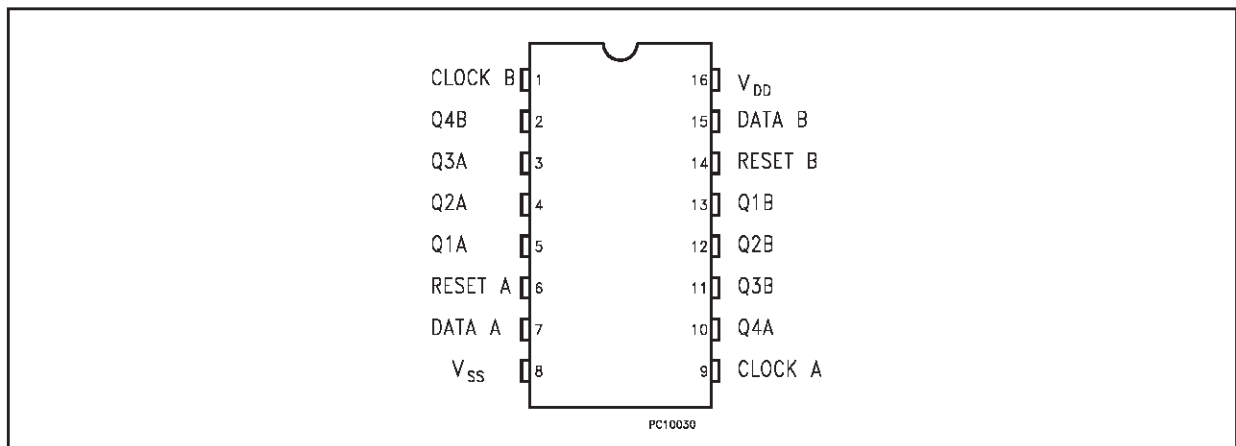 CLOCK B 1 16 VDD
Q4B 2 15 DATA B
Q3A 3 14 RESET B
Q2A 4 13 Q1B
Q1A 5 12 Q2B
RESET A 6 11 Q3B
DATA A 7 10 Q4A
VSS 8 9 CLOCK A
PC10030